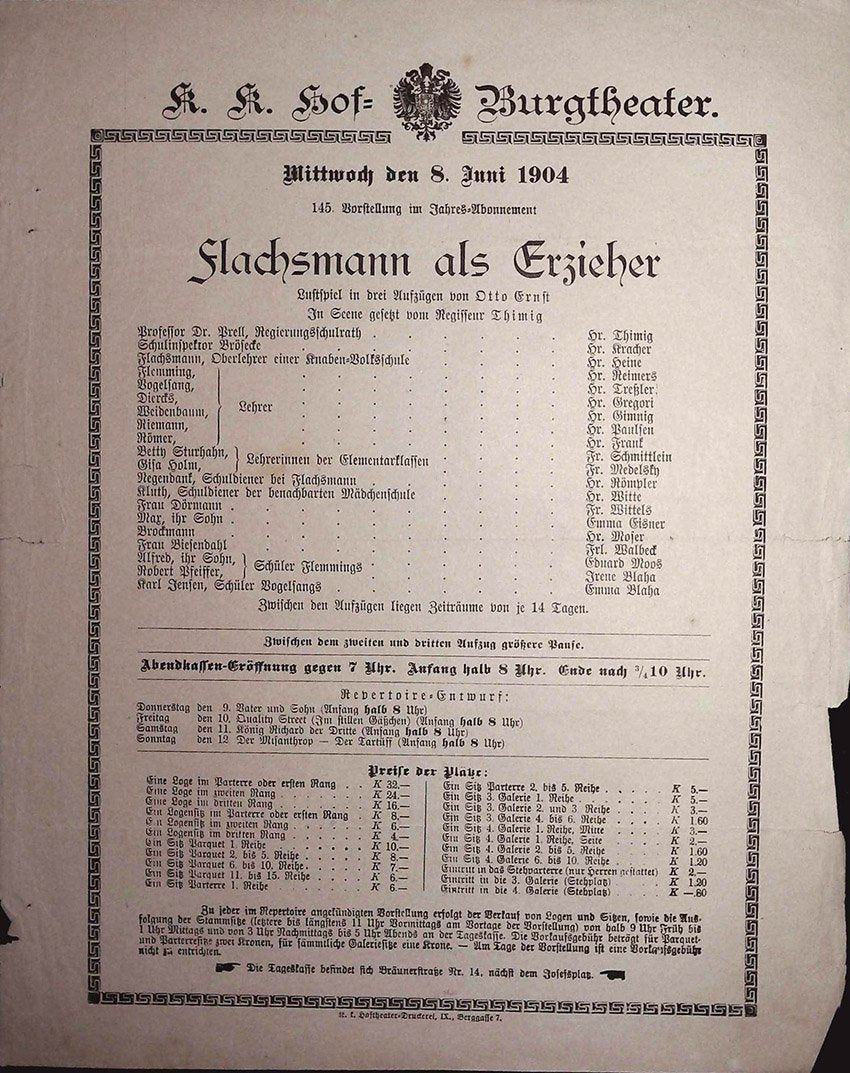 K. K. Hof= Burgtheater.
Mittwoch den 8. Juni 1904
145. Vorstellung im Jahres=Abonnement
Flachsmann als Erzieher
Lustspiel in drei Aufzügen von Otto Ernst
In Scene gesetzt vom Regisseur Thimig
Professor Dr. Prell, Regierungsschulrath . . . . . . Hr. Thimig
Schulinspektor Brösecke . . . . . . Hr. Kracher
Flachsmann, Oberlehrer einer Knaben=Volksschule . . . . Hr. Heine
Flemming, . . . . . . Hr. Reimers
Vogelsang, . . . . . . Hr. Treßler
Diercks, . . . . . . Hr. Gregori
Lehrer
Weidenbaum, . . . . . . Hr. Gimnig
Riemann, . . . . . . Hr. Paulsen
Römer, . . . . . . Hr. Frank
Betty Sturhahn, . . . . Fr. Schmittlein
Lehrerinnen der Elementarklassen
Gisa Holm, . . . . Fr. Medelsky
Negendank, Schuldiener bei Flachsmann . . . . . Hr. Römpler
Kluth, Schuldiener der benachbarten Mädchenschule . . . . Hr. Witte
Frau Dörmann . . . . . . Fr. Wittels
Max, ihr Sohn . . . . . . Emma Eisner
Brockmann . . . . . . Hr. Moser
Frau Biesendahl . . . . . . Frl. Walbeck
Alfred, ihr Sohn, . . . . . Eduard Moos
Schüler Flemmings
Robert Pfeiffer, . . . . . Irene Blaha
Karl Jensen, Schüler Vogelsangs . . . . . . Emma Blaha
Zwischen den Aufzügen liegen Zeiträume von je 14 Tagen.
Zwischen dem zweiten und dritten Aufzug größere Pause.
Abendkassen=Eröffnung gegen 7 Uhr. Anfang halb 8 Uhr. Ende nach 3/4 10 Uhr.
Repertoire=Entwurf:
Donnerstag den 9. Vater und Sohn (Anfang halb 8 Uhr)
Freitag den 10. Quality Street (Im stillen Gäßchen) (Anfang halb 8 Uhr)
Samstag den 11. König Richard der Dritte (Anfang halb 8 Uhr)
Sonntag den 12 Der Misanthrop — Der Tartüff (Anfang halb 8 Uhr)
Preise der Plätze:
Eine Loge im Parterre oder ersten Rang . . K 32.—
Eine Loge im zweiten Rang . . . . . K 24.—
Eine Loge im dritten Rang . . . . . K 16.—
Ein Logensitz im Parterre oder ersten Rang K 8.—
Ein Logensitz im zweiten Rang . . . . K 6.—
Ein Logensitz im dritten Rang . . . . K 4.—
Ein Sitz Parquet 1. Reihe . . . . . K 10.—
Ein Sitz Parquet 2. bis 5. Reihe . . . . K 8.—
Ein Sitz Parquet 6. bis 10. Reihe . . . . K 7.—
Ein Sitz Parquet 11. bis 15. Reihe . . . K 6.—
Ein Sitz Parterre 1. Reihe . . . . . K 6.—
Ein Sitz Parterre 2. bis 5. Reihe . . . . K 5.—
Ein Sitz 3. Galerie 1. Reihe . . . . . K 5.—
Ein Sitz 3. Galerie 2. und 3. Reihe . . . K 3.—
Ein Sitz 3. Galerie 4. bis 6. Reihe . . . K 1.60
Ein Sitz 4. Galerie 1. Reihe, Mitte . . . K 3.—
Ein Sitz 4. Galerie 1. Reihe, Seite . . . K 2.—
Ein Sitz 4. Galerie 2. bis 5. Reihe . . . K 1.60
Ein Sitz 4. Galerie 6. bis 10. Reihe . . . K 1.20
Eintritt in das Stehparterre (nur Herren gestattet) K 2.—
Eintritt in die 3. Galerie (Stehplatz) . . . K 1.20
Eintritt in die 4. Galerie (Stehplatz) . . . K —.80
Zu jeder im Repertoire angekündigten Vorstellung erfolgt der Verkauf von Logen und Sitzen, sowie die Aus=
folgung der Stammsitze (letztere bis längstens 11 Uhr Vormittags am Vortage der Vorstellung) von halb 9 Uhr Früh bis
1 Uhr Mittags und von 3 Uhr Nachmittags bis 5 Uhr Abends an der Tageskasse. Die Vorkaufsgebühr beträgt für Parquet=
und Parterresitze zwei Kronen, für sämmtliche Galeriesitze eine Krone. — Am Tage der Vorstellung ist eine Vorkaufsgebühr
nicht zu entrichten.
Die Tageskasse befindet sich Bräunerstraße Nr. 14, nächst dem Josefsplatz.
K. k. Hoftheater=Druckerei, IX., Berggasse 7.